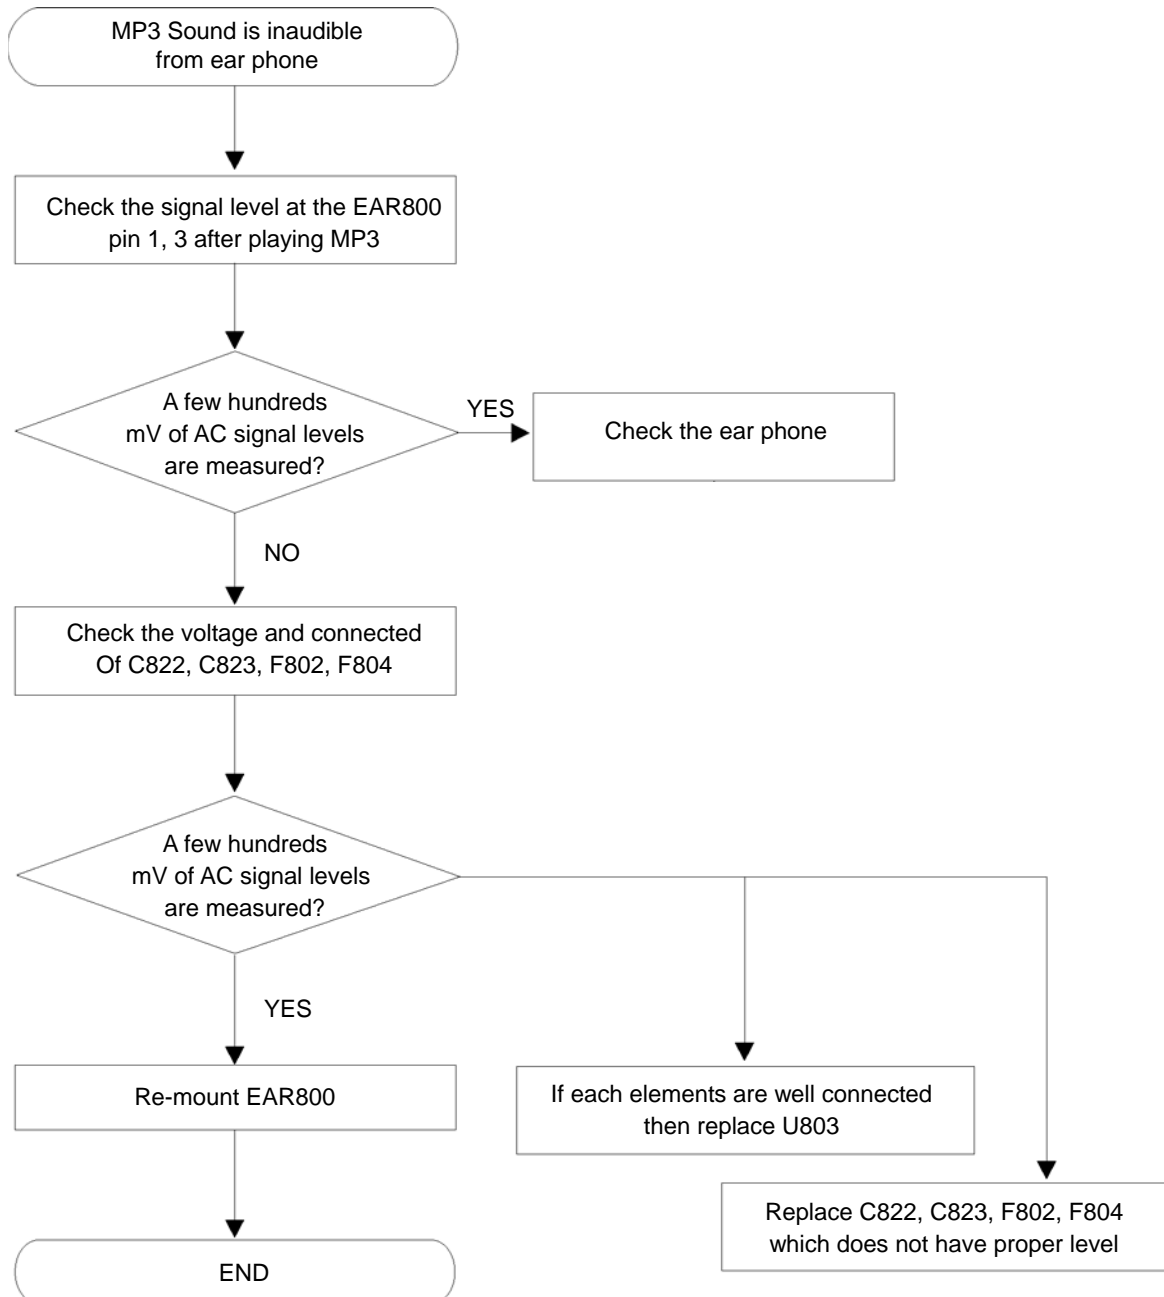 MP3 Sound is inaudible
from ear phone
Check the signal level at the EAR800
pin 1, 3 after playing MP3
A few hundreds
mV of AC signal levels
are measured?
YES
Check the ear phone
NO
Check the voltage and connected
Of C822, C823, F802, F804
A few hundreds
mV of AC signal levels
are measured?
YES
Re-mount EAR800
If each elements are well connected
then replace U803
Replace C822, C823, F802, F804
which does not have proper level
END